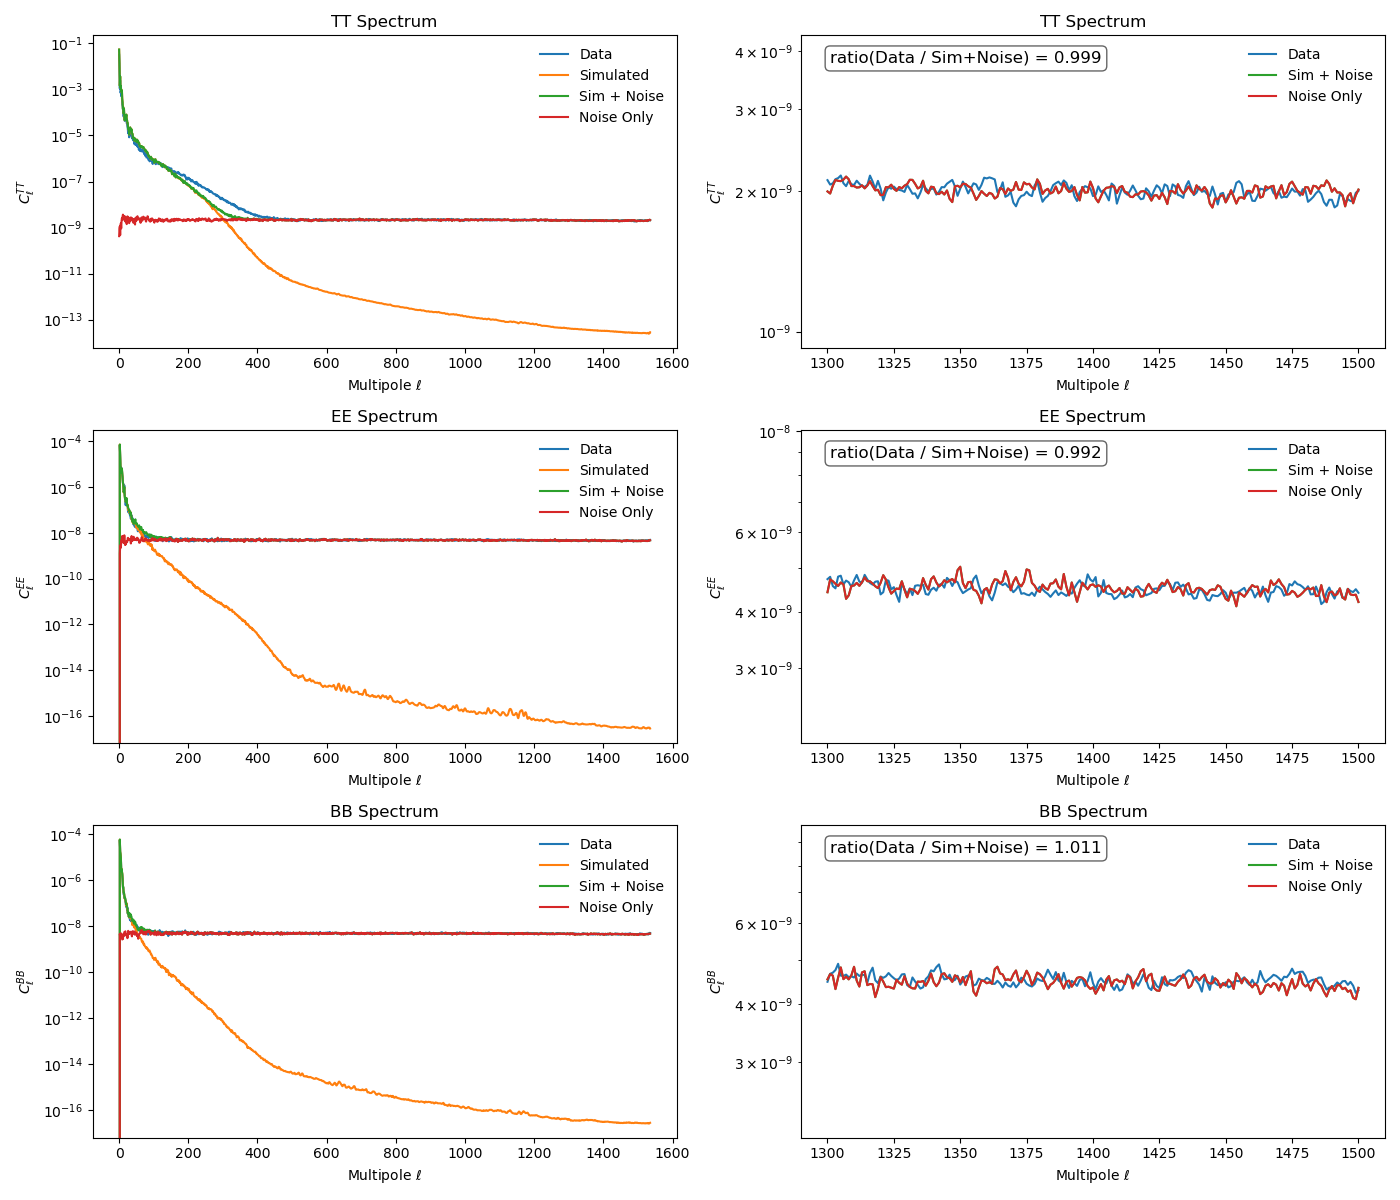 TT Spectrum
10⁻¹
10⁻³
10⁻⁵
10⁻⁷
10⁻⁹
10⁻¹¹
10⁻¹³
C_ℓ^{TT}
Data
Simulated
Sim + Noise
Noise Only
0 200 400 600 800 1000 1200 1400 1600
Multipole ℓ
TT Spectrum
4 × 10⁻⁹
3 × 10⁻⁹
2 × 10⁻⁹
10⁻⁹
C_ℓ^{TT}
ratio(Data / Sim+Noise) = 0.999
Data
Sim + Noise
Noise Only
1300 1325 1350 1375 1400 1425 1450 1475 1500
Multipole ℓ
EE Spectrum
10⁻⁴
10⁻⁶
10⁻⁸
10⁻¹⁰
10⁻¹²
10⁻¹⁴
10⁻¹⁶
C_ℓ^{EE}
Data
Simulated
Sim + Noise
Noise Only
0 200 400 600 800 1000 1200 1400 1600
Multipole ℓ
EE Spectrum
10⁻⁸
6 × 10⁻⁹
4 × 10⁻⁹
3 × 10⁻⁹
C_ℓ^{EE}
ratio(Data / Sim+Noise) = 0.992
Data
Sim + Noise
Noise Only
1300 1325 1350 1375 1400 1425 1450 1475 1500
Multipole ℓ
BB Spectrum
10⁻⁴
10⁻⁶
10⁻⁸
10⁻¹⁰
10⁻¹²
10⁻¹⁴
10⁻¹⁶
C_ℓ^{BB}
Data
Simulated
Sim + Noise
Noise Only
0 200 400 600 800 1000 1200 1400 1600
Multipole ℓ
BB Spectrum
6 × 10⁻⁹
4 × 10⁻⁹
3 × 10⁻⁹
C_ℓ^{BB}
ratio(Data / Sim+Noise) = 1.011
Data
Sim + Noise
Noise Only
1300 1325 1350 1375 1400 1425 1450 1475 1500
Multipole ℓ